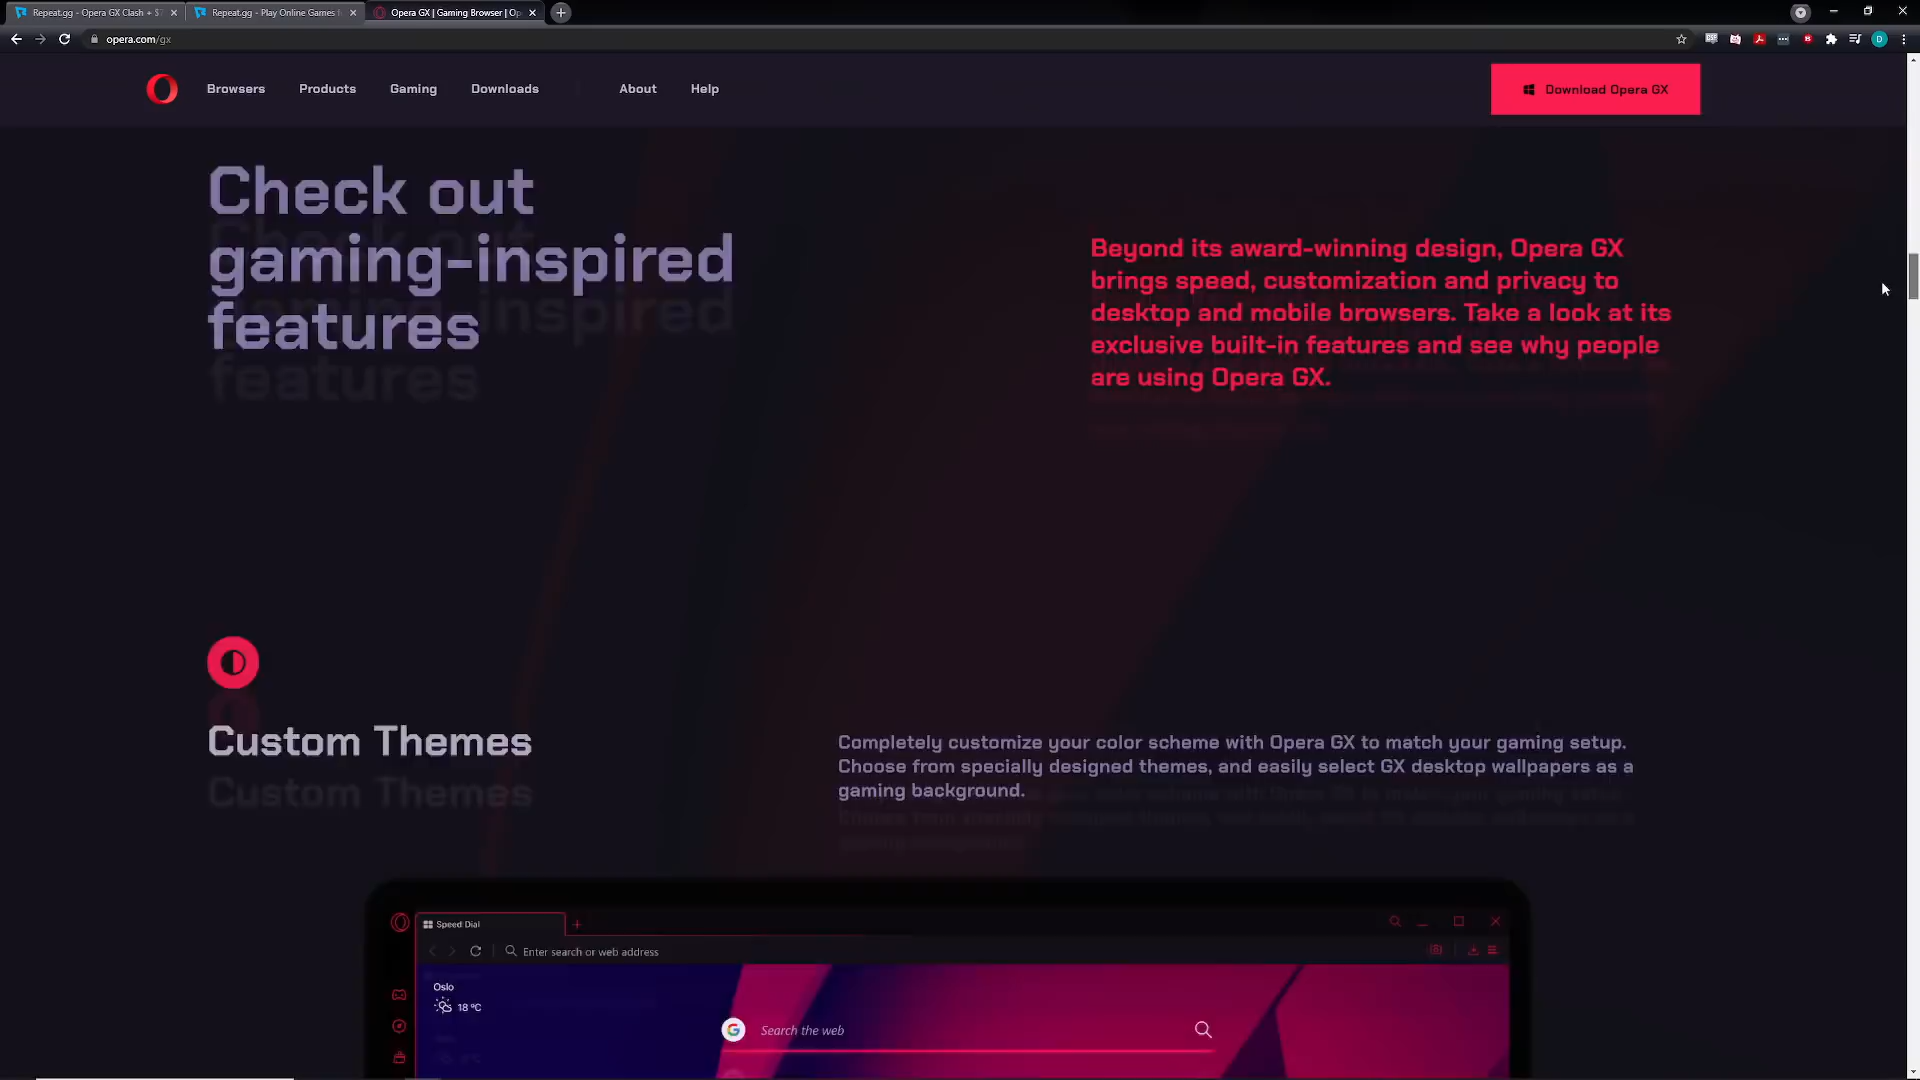 Repeat.gg - Opera GX Clash + $
Repeat.gg - Play Online Games
Opera GX | Gaming Browser | Op
opera.com/gx
Browsers
Products
Gaming
Downloads
About
Help
Download Opera GX
Check out
gaming-inspired
features
Beyond its award-winning design, Opera GX
brings speed, customization and privacy to
desktop and mobile browsers. Take a look at its
exclusive built-in features and see why people
are using Opera GX.
Custom Themes
Completely customize your color scheme with Opera GX to match your gaming setup.
Choose from specially designed themes, and easily select GX desktop wallpapers as a
gaming background.
Speed Dial
Enter search or web address
Oslo
18 °C
G
Search the web